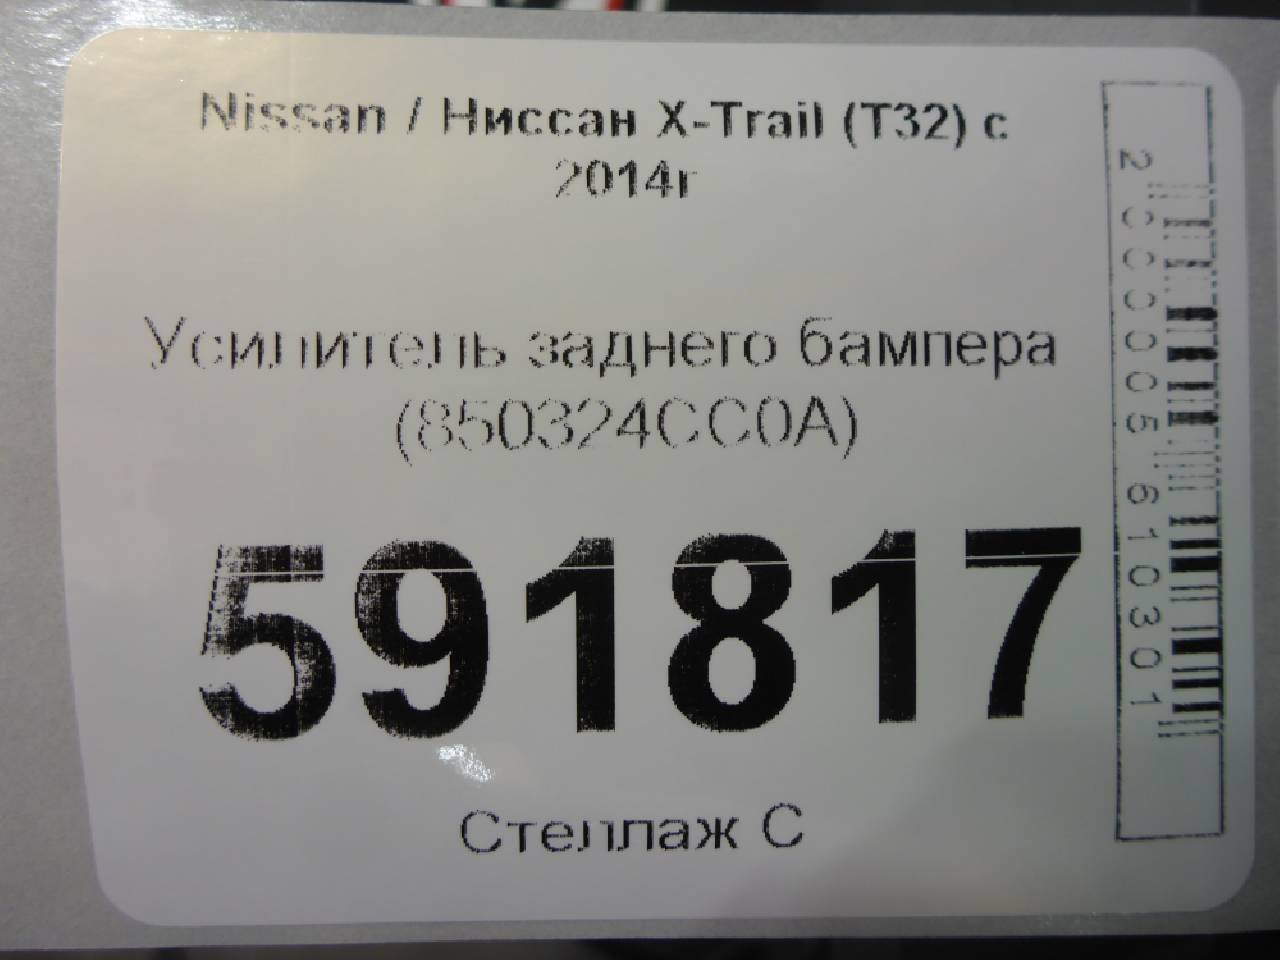 Nissan / Ниссан X-Trail (T32) с
2014г
Усилитель заднего бампера
(850324CC0A)
591817
Стеллаж С
2000005610301